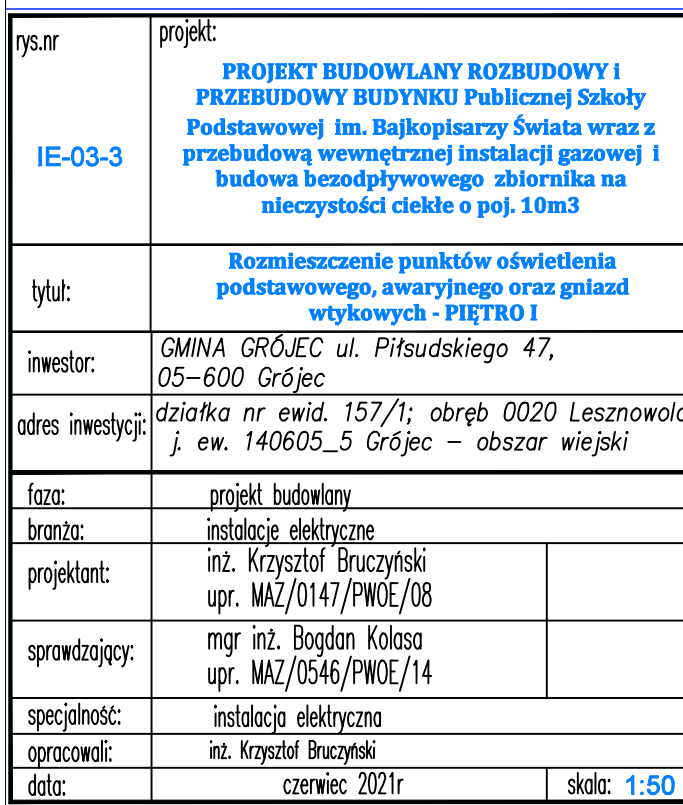 rys.nr
IE-03-3
projekt:
PROJEKT BUDOWLANY ROZBUDOWY i
PRZEBUDOWY BUDYNKU Publicznej Szkoły
Podstawowej im. Bajkopisarzy Świata wraz z
przebudową wewnętrznej instalacji gazowej i
budowa bezodpływowego zbiornika na
nieczystości ciekłe o poj. 10m3
tytuł:
Rozmieszczenie punktów oświetlenia
podstawowego, awaryjnego oraz gniazd
wtykowych - PIĘTRO I
inwestor:
GMINA GRÓJEC ul. Piłsudskiego 47,
05-600 Grójec
adres inwestycji:
działka nr ewid. 157/1; obręb 0020 Lesznowola
j. ew. 140605_5 Grójec – obszar wiejski
faza: projekt budowlany
branża: instalacje elektryczne
projektant:
inż. Krzysztof Bruczyński
upr. MAZ/0147/PWOE/08
sprawdzający:
mgr inż. Bogdan Kolasa
upr. MAZ/0546/PWOE/14
specjalność: instalacja elektryczna
opracowali: inż. Krzysztof Bruczyński
data: czerwiec 2021r skala: 1:50